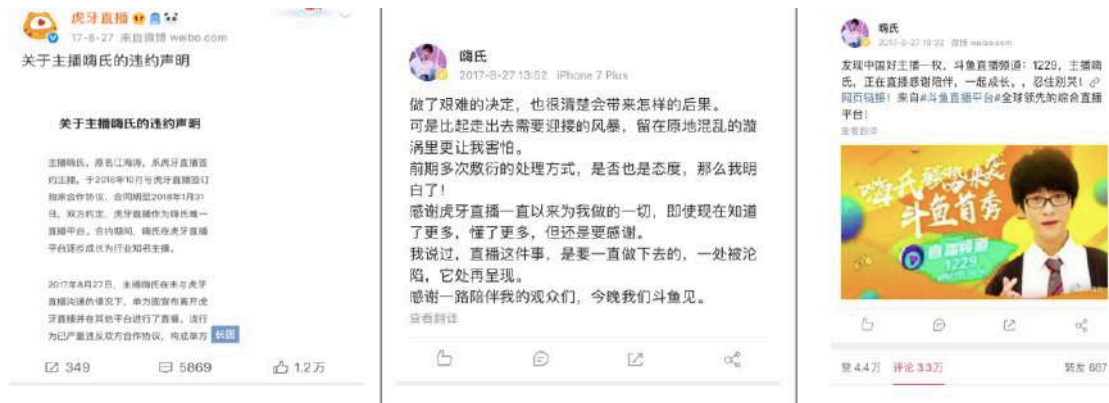 虎牙直播
17-8-27 来自微博 weibo.com
关于主播嗨氏的违约声明
关于主播嗨氏的违约声明
主播嗨氏，原名江海涛，系虎牙直播签
约主播，于2016年10月与虎牙直播签订
独家合作协议，合同期至2018年1月31
日，双方约定，虎牙直播作为嗨氏唯一
直播平台。合约期间，嗨氏在虎牙直播
平台逐步成长为行业知名主播。
2017年8月27日，主播嗨氏在未与虎牙
直播沟通的情况下，单方面宣布离开虎
牙直播并在其他平台进行了直播。该行
为已严重违反双方合作协议，构成单方
长图
349
5869
1.2万
嗨氏
2017-8-27 13:52 iPhone 7 Plus
做了艰难的决定，也很清楚会带来怎样的后果。
可是比起走出去需要迎接的风暴，留在原地混乱的漩
涡里更让我害怕。
前期多次敷衍的处理方式，是否也是态度，那么我明
白了！
感谢虎牙直播一直以来为我做的一切，即使现在知道
了更多，懂了更多，但还是要感谢。
我说过，直播这件事，是要一直做下去的，一处被沦
陷，它处再呈现。
感谢一路陪伴我的观众们，今晚我们斗鱼见。
查看翻译
嗨氏
发现中国好主播一枚，斗鱼直播频道：1229，主播嗨
氏，正在直播感谢陪伴，一起成长，，忍住别哭！
网页链接！来自#斗鱼直播平台#全球领先的综合直播
平台！
查看翻译
斗鱼首秀
直播频道
1229
赞 4.4万 评论 3.3万 转发 687